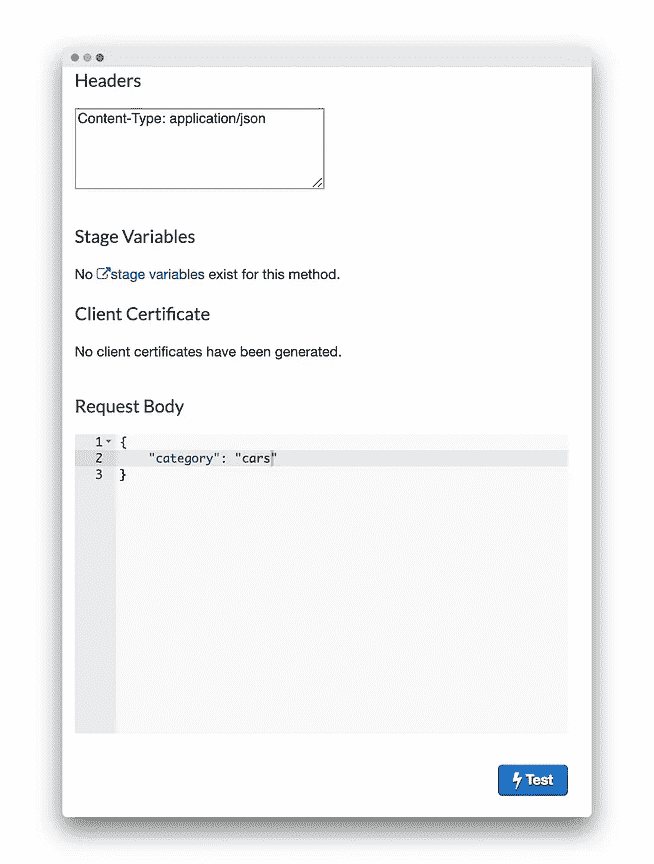 Headers
Content-Type: application/json
Stage Variables
No stage variables exist for this method.
Client Certificate
No client certificates have been generated.
Request Body
1 {
2 "category": "cars"
3 }
Test